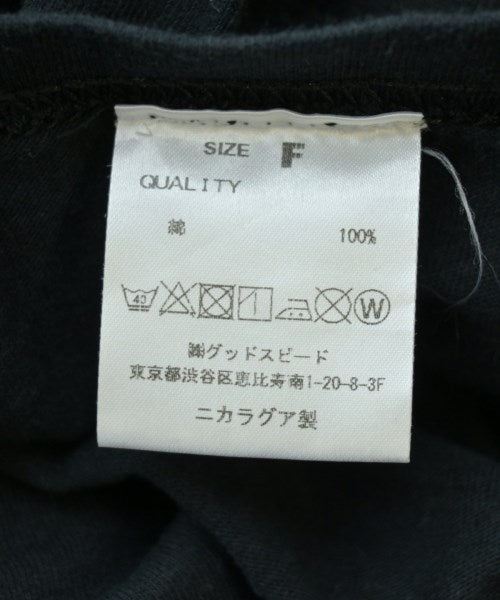 SIZE F
QUALITY
綿 100%
40 W
㈱グッドスピード
東京都渋谷区恵比寿南1-20-8-3F
ニカラグア製